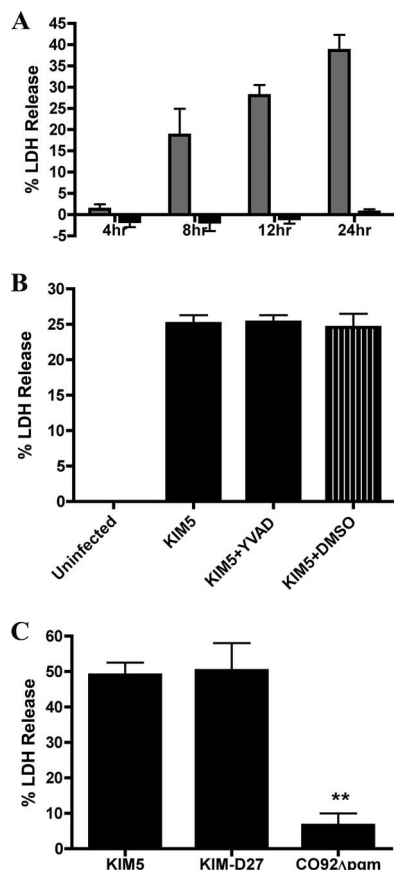 A
% LDH Release
45
40
35
30
25
20
15
10
5
0
-5
4hr 8hr 12hr 24hr
B
% LDH Release
30
25
20
15
10
5
0
Uninfected KIM5 KIM5+YVAD KIM5+DMSO
C
% LDH Release
60
50
40
30
20
10
0
**
KIM5 KIM-D27 CO92Δpgm